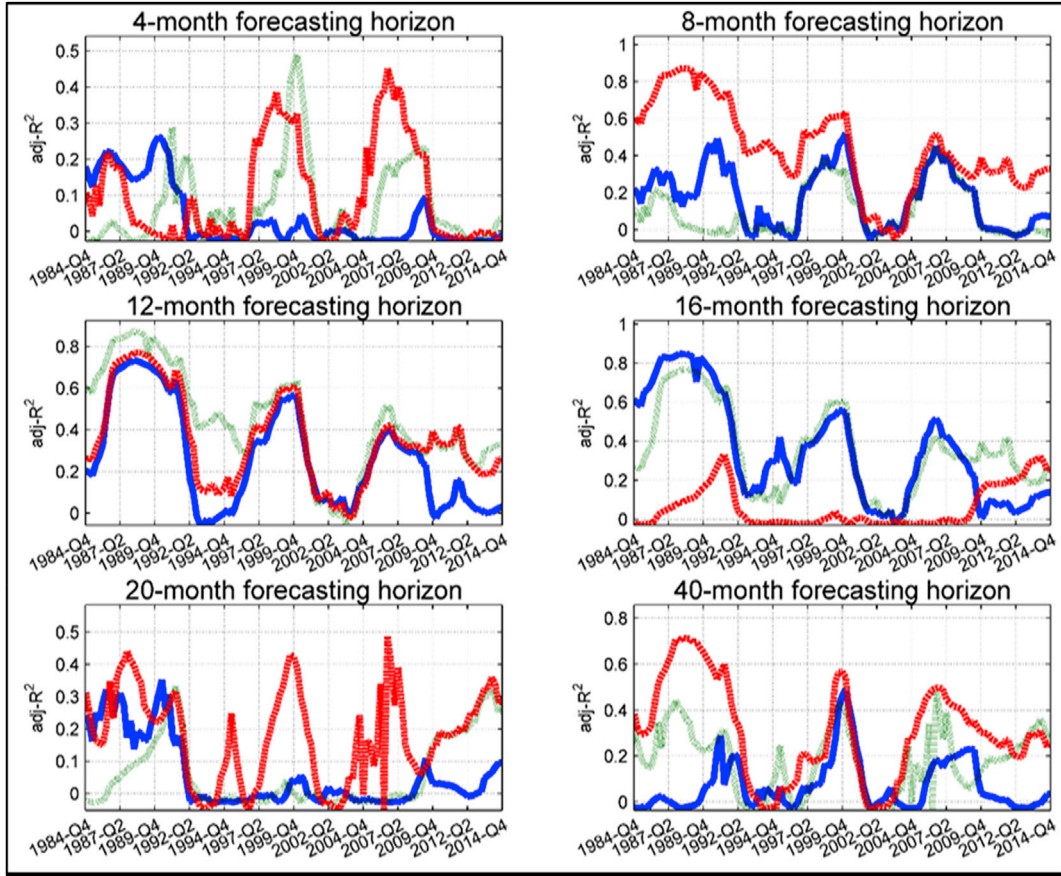 4-month forecasting horizon
adj-R²
0.5
0.4
0.3
0.2
0.1
0
1984-Q4
1987-Q2
1989-Q4
1992-Q2
1994-Q4
1997-Q2
1999-Q4
2002-Q2
2004-Q4
2007-Q2
2009-Q4
2012-Q2
2014-Q4
8-month forecasting horizon
adj-R²
1
0.8
0.6
0.4
0.2
0
1984-Q4
1987-Q2
1989-Q4
1992-Q2
1994-Q4
1997-Q2
1999-Q4
2002-Q2
2004-Q4
2007-Q2
2009-Q4
2012-Q2
2014-Q4
12-month forecasting horizon
adj-R²
0.8
0.6
0.4
0.2
0
1984-Q4
1987-Q2
1989-Q4
1992-Q2
1994-Q4
1997-Q2
1999-Q4
2002-Q2
2004-Q4
2007-Q2
2009-Q4
2012-Q2
2014-Q4
16-month forecasting horizon
adj-R²
1
0.8
0.6
0.4
0.2
0
1984-Q4
1987-Q2
1989-Q4
1992-Q2
1994-Q4
1997-Q2
1999-Q4
2002-Q2
2004-Q4
2007-Q2
2009-Q4
2012-Q2
2014-Q4
20-month forecasting horizon
adj-R²
0.5
0.4
0.3
0.2
0.1
0
1984-Q4
1987-Q2
1989-Q4
1992-Q2
1994-Q4
1997-Q2
1999-Q4
2002-Q2
2004-Q4
2007-Q2
2009-Q4
2012-Q2
2014-Q4
40-month forecasting horizon
adj-R²
0.8
0.6
0.4
0.2
0
1984-Q4
1987-Q2
1989-Q4
1992-Q2
1994-Q4
1997-Q2
1999-Q4
2002-Q2
2004-Q4
2007-Q2
2009-Q4
2012-Q2
2014-Q4